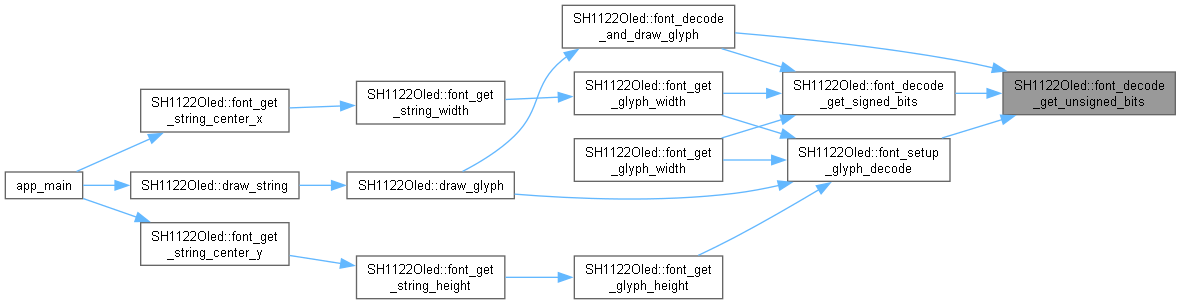 SH1122Oled::font_decode
_and_draw_glyph
SH1122Oled::font_get
_glyph_width
SH1122Oled::font_decode
_get_signed_bits
SH1122Oled::font_decode
_get_unsigned_bits
SH1122Oled::font_get
_string_width
SH1122Oled::font_get
_string_center_x
SH1122Oled::font_get
_glyph_width
SH1122Oled::font_setup
_glyph_decode
app_main
SH1122Oled::draw_string
SH1122Oled::draw_glyph
SH1122Oled::font_get
_string_center_y
SH1122Oled::font_get
_string_height
SH1122Oled::font_get
_glyph_height